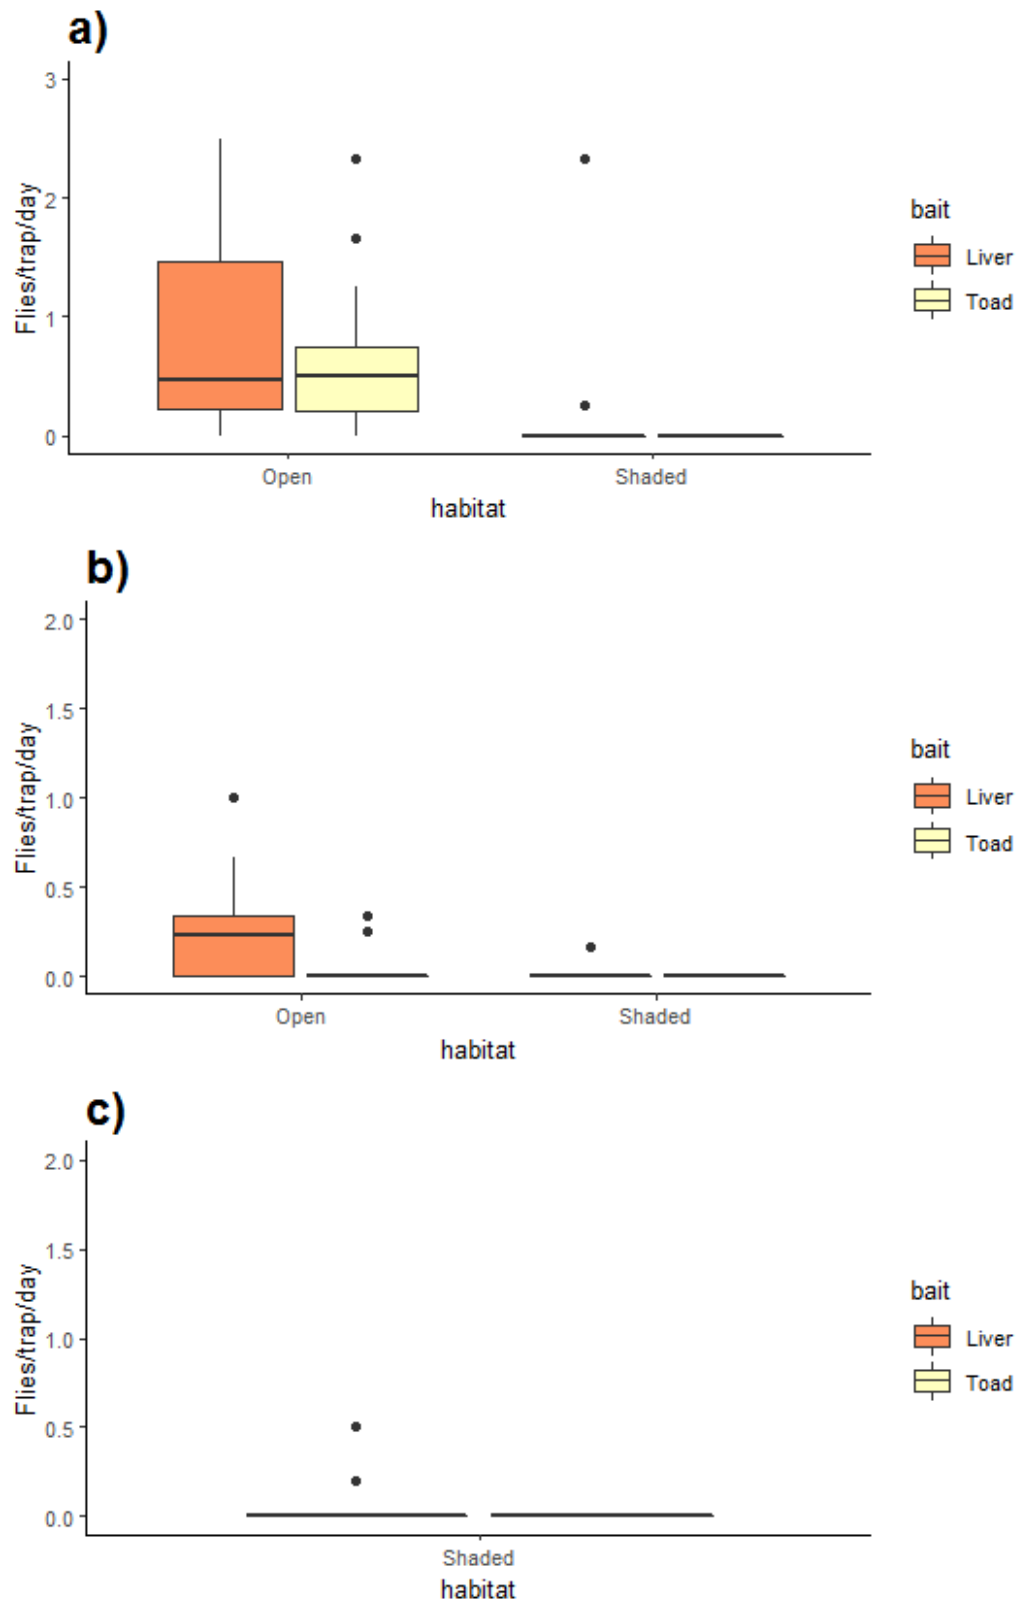 a)
3
2
1
0
Flies/trap/day
Open Shaded
habitat
bait
Liver
Toad
b)
2.0
1.5
1.0
0.5
0.0
Flies/trap/day
Open Shaded
habitat
bait
Liver
Toad
c)
2.0
1.5
1.0
0.5
0.0
Flies/trap/day
Shaded
habitat
bait
Liver
Toad